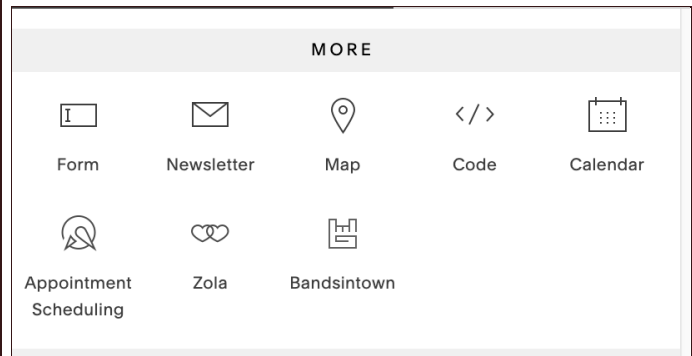 MORE
Form
Newsletter
Map
Code
Calendar
Appointment
Scheduling
Zola
Bandsintown